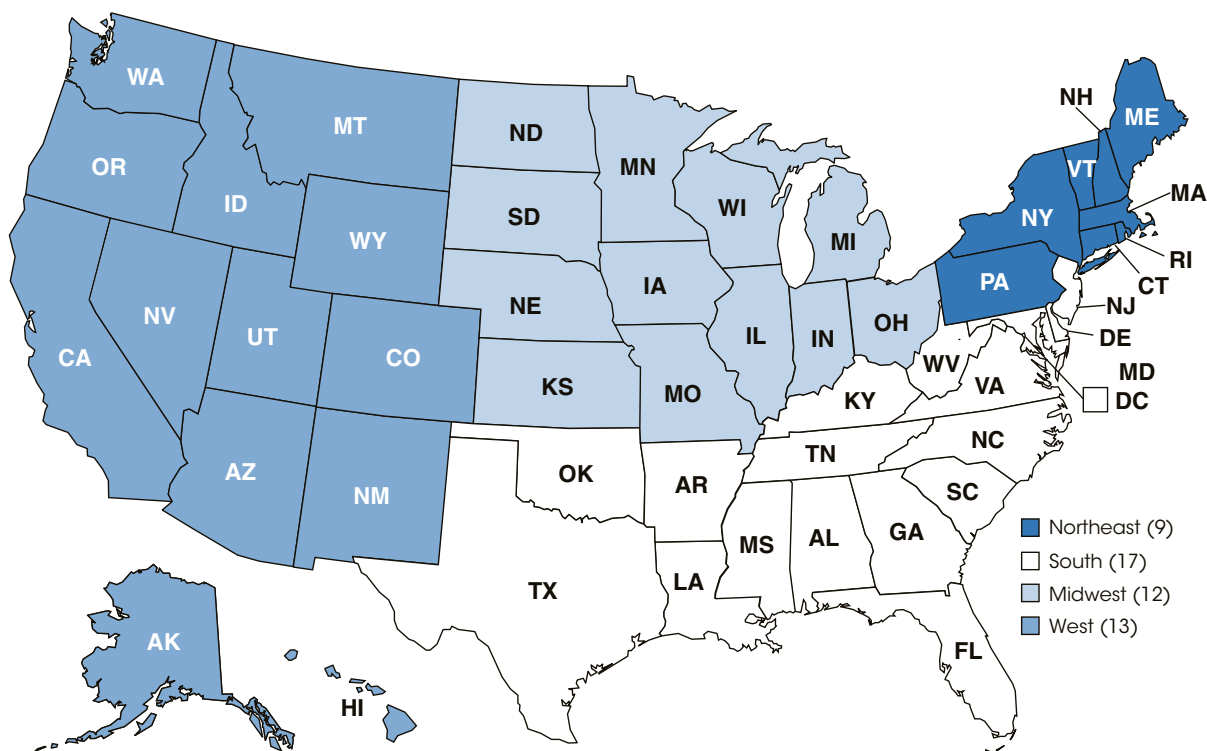 WA
MT
ND
MN
NH
ME
VT
OR
ID
SD
WI
MI
NY
MA
RI
CT
WY
IA
NE
PA
NJ
DE
NV
UT
CO
IL
IN
OH
WV
VA
MD
DC
CA
KS
MO
KY
AZ
NM
OK
AR
TN
NC
SC
MS
AL
GA
TX
LA
FL
AK
HI
Northeast (9)
South (17)
Midwest (12)
West (13)